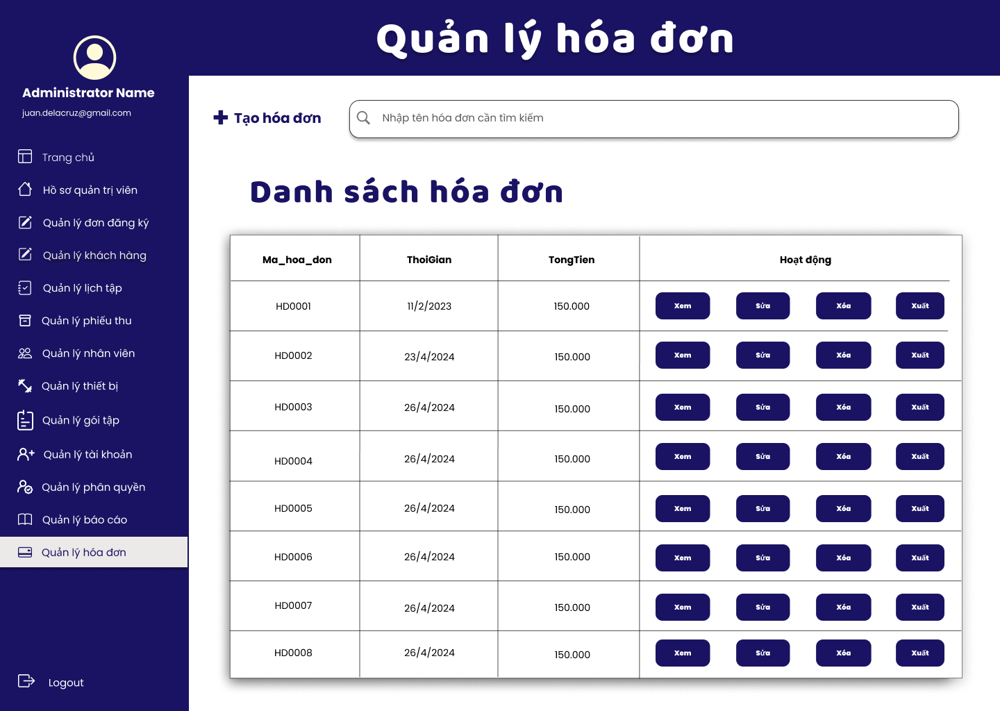 Quản lý hóa đơn
Administrator Name
juan.delacruz@gmail.com
Trang chủ
Hồ sơ quản trị viên
Quản lý đơn đăng ký
Quản lý khách hàng
Quản lý lịch tập
Quản lý phiếu thu
Quản lý nhân viên
Quản lý thiết bị
Quản lý gói tập
Quản lý tài khoản
Quản lý phân quyền
Quản lý báo cáo
Quản lý hóa đơn
Logout
Tạo hóa đơn
Nhập tên hóa đơn cần tìm kiếm
Danh sách hóa đơn
Ma_hoa_don ThoiGian TongTien Hoạt động
HD0001 11/2/2023 150.000 Xem Sửa Xóa Xuất
HD0002 23/4/2024 150.000 Xem Sửa Xóa Xuất
HD0003 26/4/2024 150.000 Xem Sửa Xóa Xuất
HD0004 26/4/2024 150.000 Xem Sửa Xóa Xuất
HD0005 26/4/2024 150.000 Xem Sửa Xóa Xuất
HD0006 26/4/2024 150.000 Xem Sửa Xóa Xuất
HD0007 26/4/2024 150.000 Xem Sửa Xóa Xuất
HD0008 26/4/2024 150.000 Xem Sửa Xóa Xuất